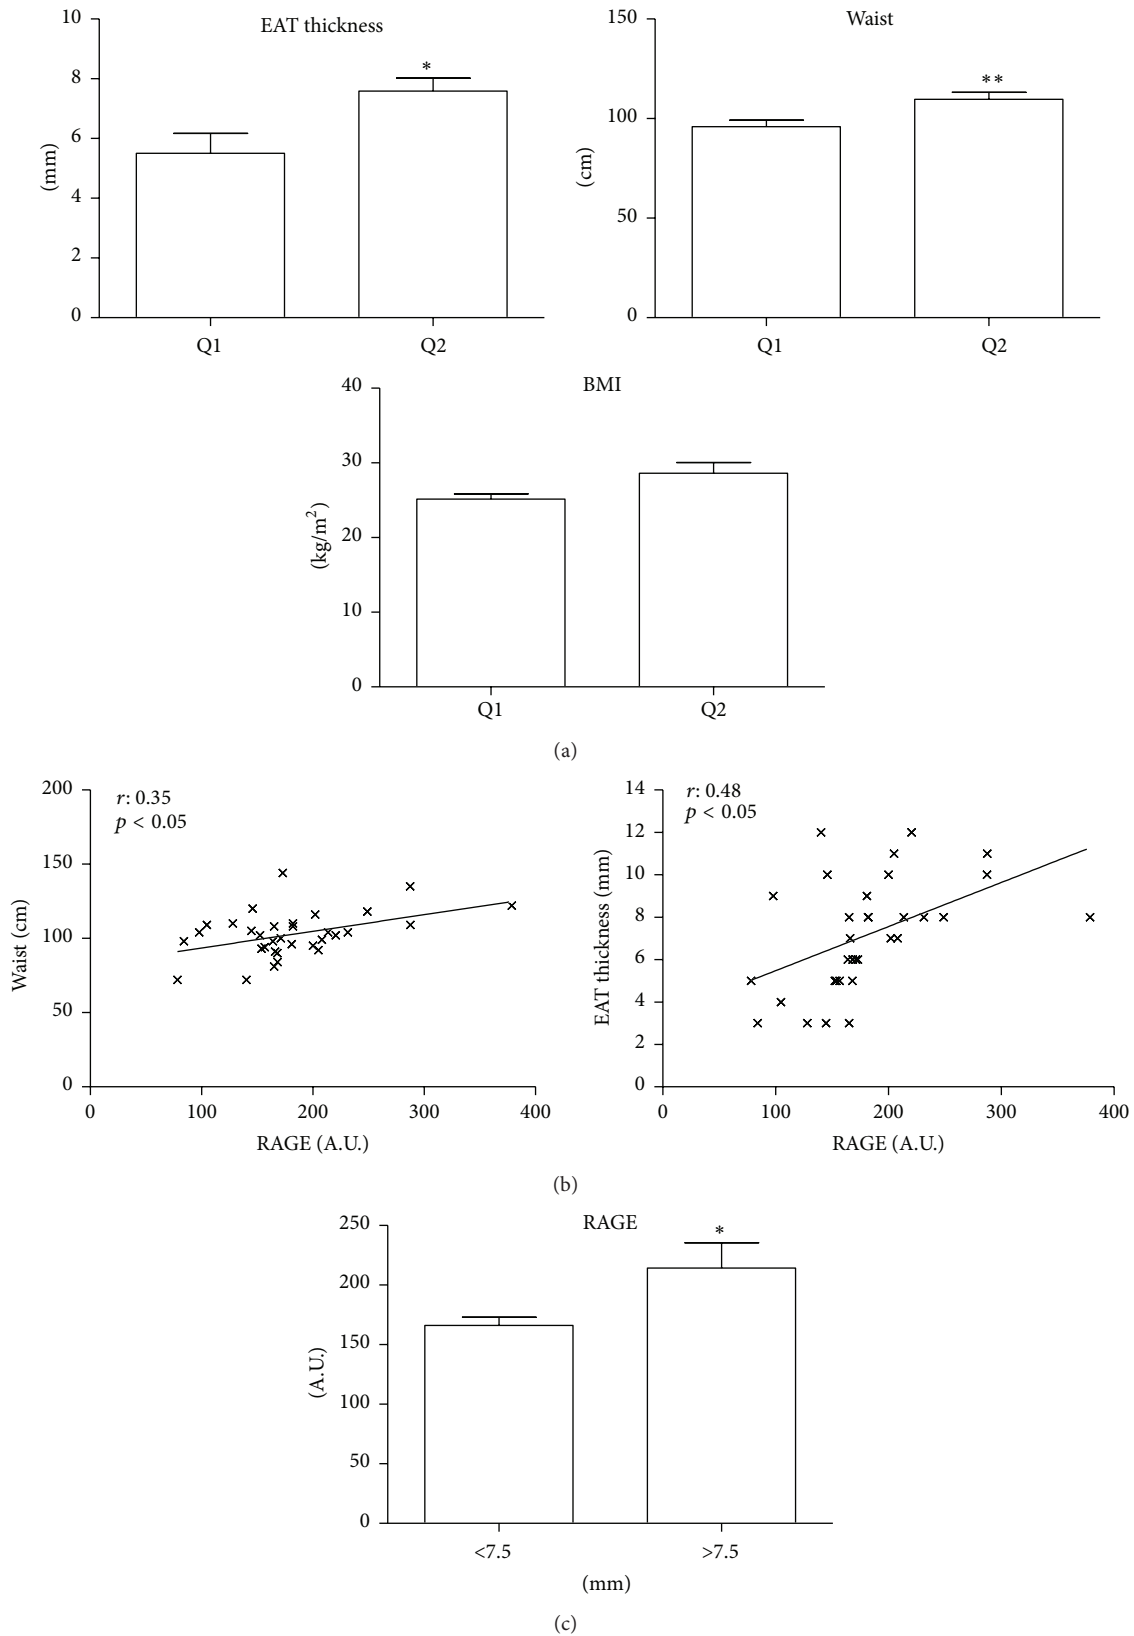 EAT thickness
10
8
6
4
2
0
(mm)
*
Q1
Q2
Waist
150
100
50
0
(cm)
**
Q1
Q2
BMI
40
30
20
10
0
(kg/m²)
Q1
Q2
(a)
200
150
100
50
0
Waist (cm)
r: 0.35
p < 0.05
0
100
200
300
400
RAGE (A.U.)
14
12
10
8
6
4
2
0
EAT thickness (mm)
r: 0.48
p < 0.05
0
100
200
300
400
RAGE (A.U.)
(b)
RAGE
250
200
150
100
50
0
(A.U.)
*
<7.5
>7.5
(mm)
(c)